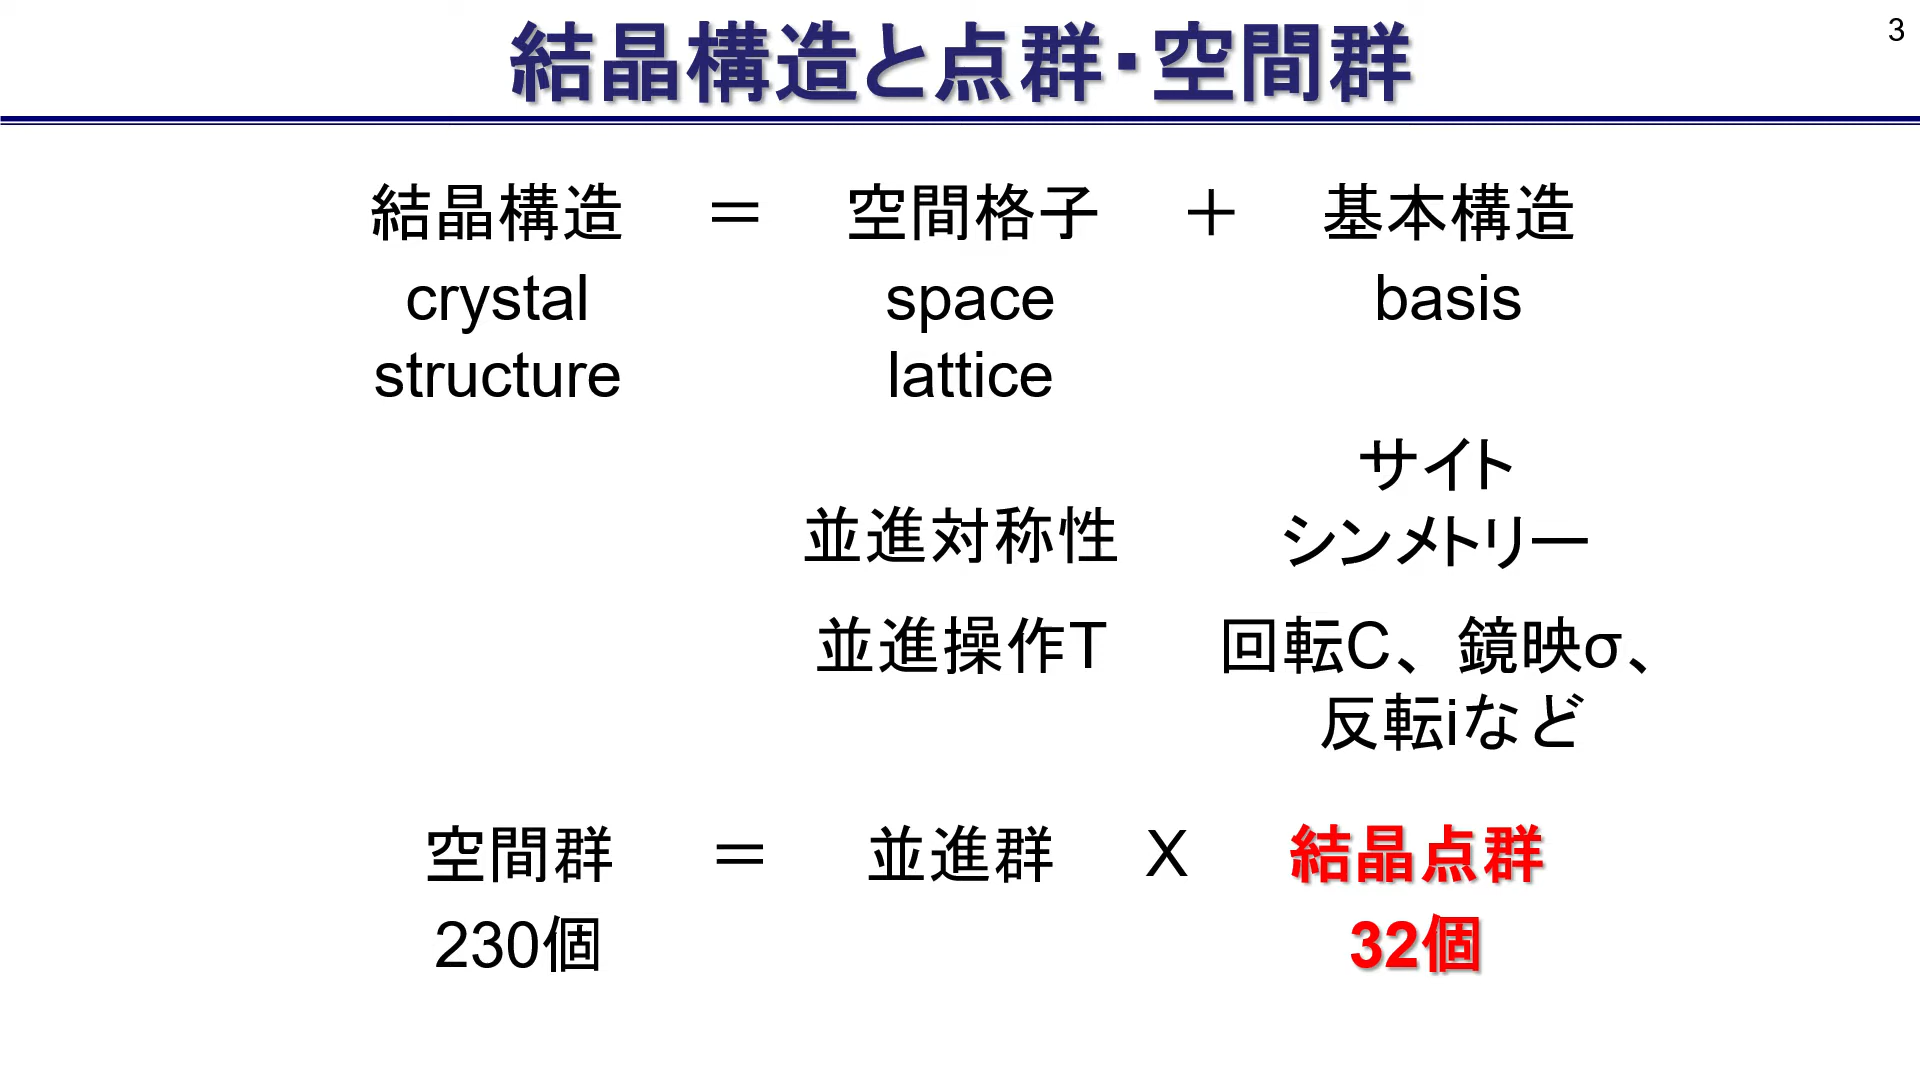 結晶構造と点群・空間群
3
結晶構造 ＝ 空間格子 ＋ 基本構造
crystal space basis
structure lattice
サイト
並進対称性 シンメトリー
並進操作T 回転C、鏡映σ、
反転iなど
空間群 ＝ 並進群 X 結晶点群
230個 32個